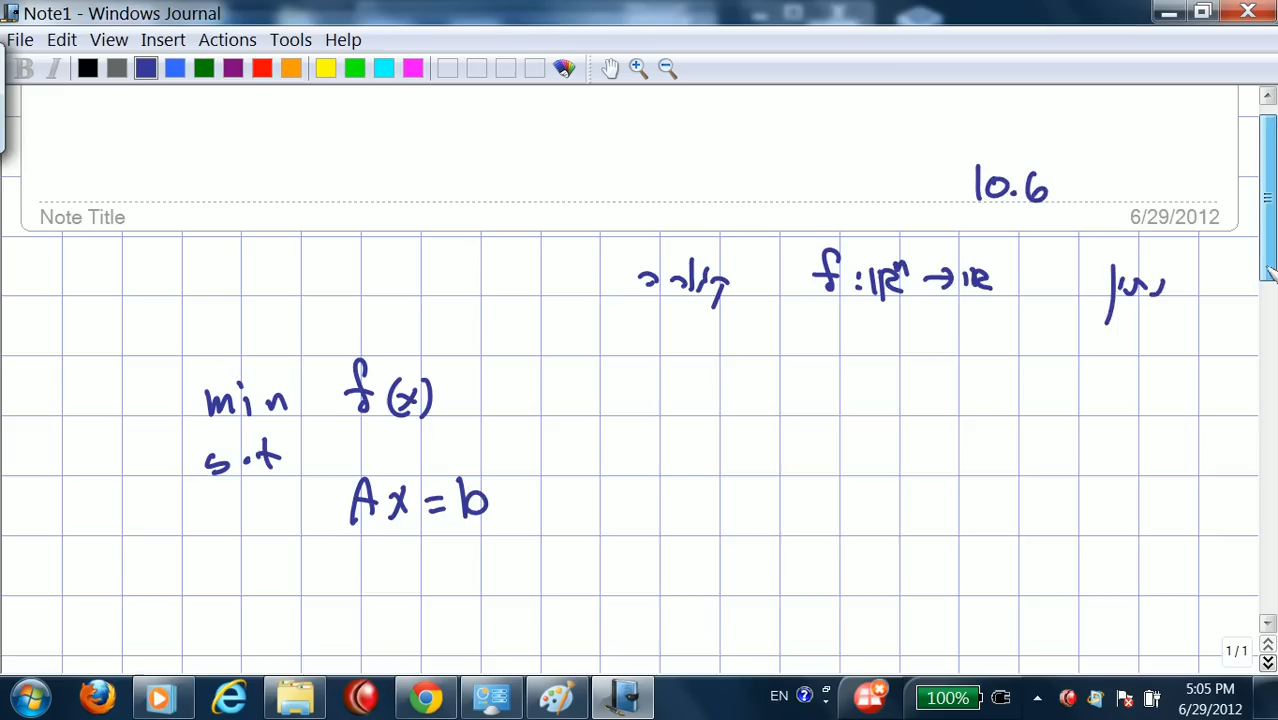 Note1 - Windows Journal
File Edit View Insert Actions Tools Help
B I
10.6
Note Title
6/29/2012
f : ℝⁿ → ℝ
min f(x)
s.t
Ax = b
1 / 1
EN
100%
5:05 PM
6/29/2012